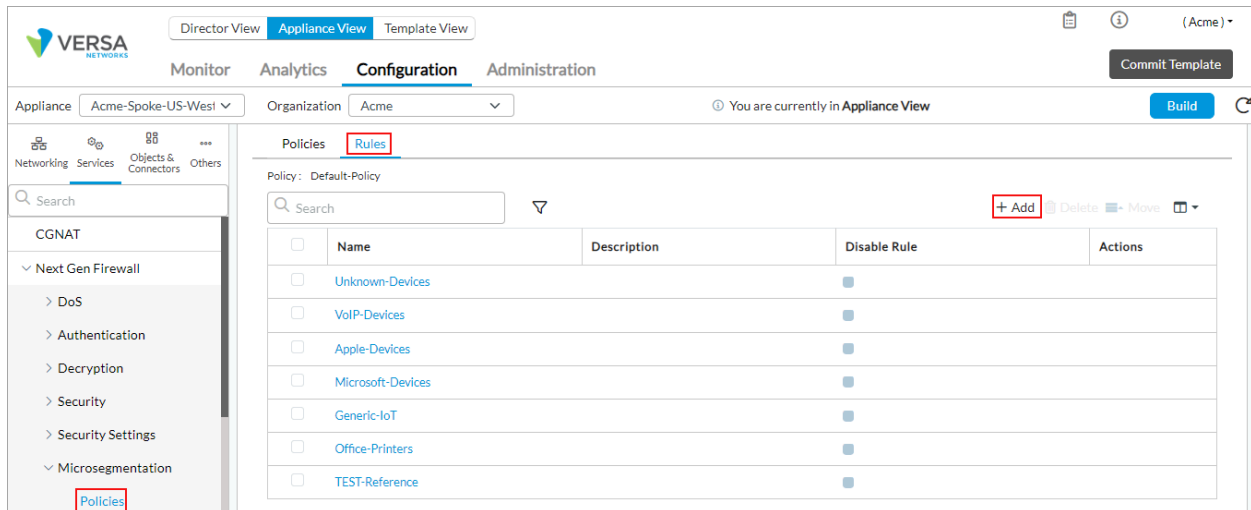 Director View Appliance View Template View
(Acme)
VERSA
NETWORKS
Monitor Analytics Configuration Administration
Commit Template
Appliance Acme-Spoke-US-West Organization Acme You are currently in Appliance View Build
Networking Services Objects & Connectors Others
Policies Rules
Policy : Default-Policy
Search
Search
+ Add Delete Move
CGNAT
Name Description Disable Rule Actions
Next Gen Firewall
Unknown-Devices
DoS
VoIP-Devices
Authentication
Apple-Devices
Decryption
Microsoft-Devices
Security
Generic-IoT
Security Settings
Office-Printers
Microsegmentation
TEST-Reference
Policies